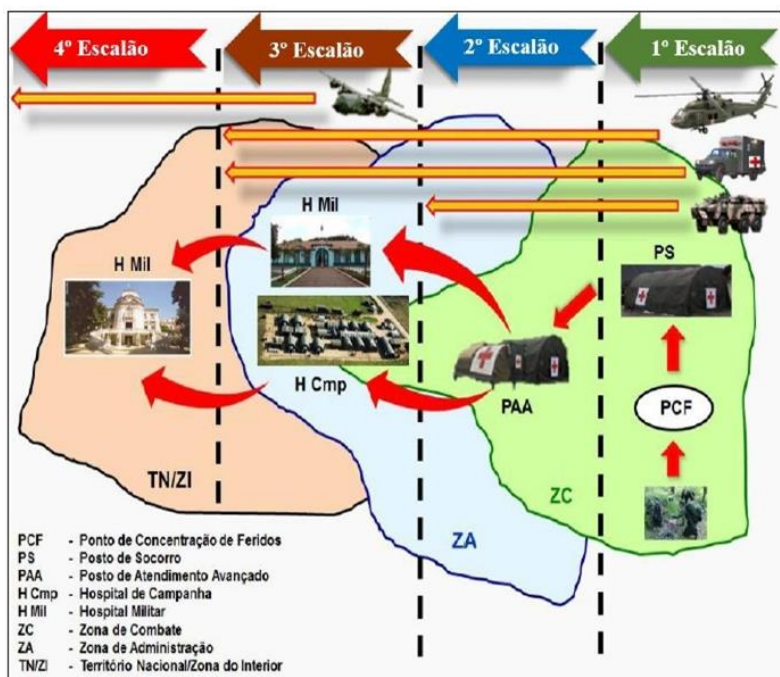 4º Escalão
3º Escalão
2º Escalão
1º Escalão
H Mil
PS
H Mil
H Cmp
PAA
PCF
TN/ZI
ZC
ZA
PCF - Ponto de Concentração de Feridos
PS - Posto de Socorro
PAA - Posto de Atendimento Avançado
H Cmp - Hospital de Campanha
H Mil - Hospital Militar
ZC - Zona de Combate
ZA - Zona de Administração
TN/ZI - Território Nacional/Zona do Interior